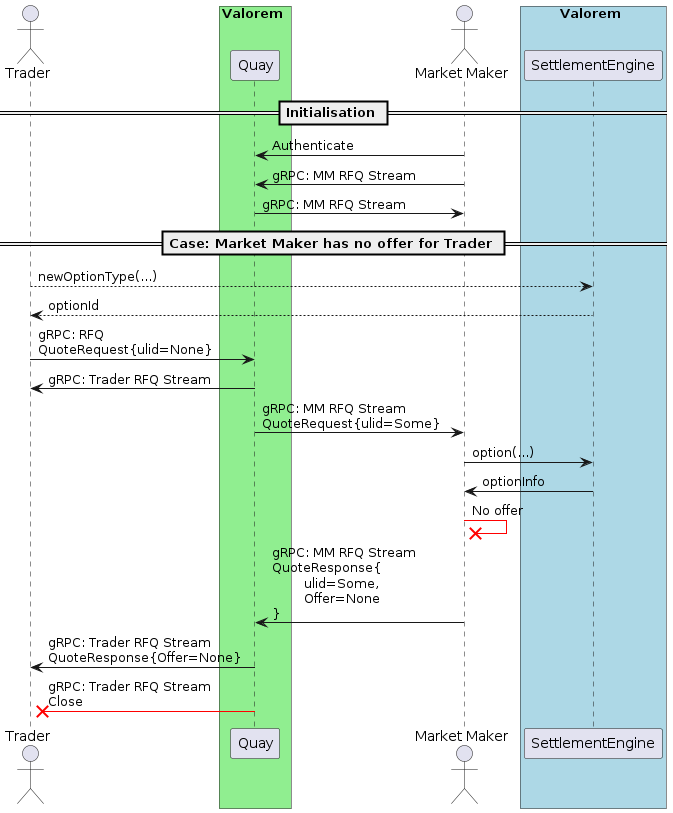 Valorem
Valorem
Trader
Quay
Market Maker
SettlementEngine
Initialisation
Authenticate
gRPC: MM RFQ Stream
gRPC: MM RFQ Stream
Case: Market Maker has no offer for Trader
newOptionType(...)
optionId
gRPC: RFQ
QuoteRequest{ulid=None}
gRPC: Trader RFQ Stream
gRPC: MM RFQ Stream
QuoteRequest{ulid=Some}
option(...)
optionInfo
No offer
gRPC: MM RFQ Stream
QuoteResponse{
ulid=Some,
Offer=None
}
gRPC: Trader RFQ Stream
QuoteResponse{Offer=None}
gRPC: Trader RFQ Stream
Close
Trader
Quay
Market Maker
SettlementEngine